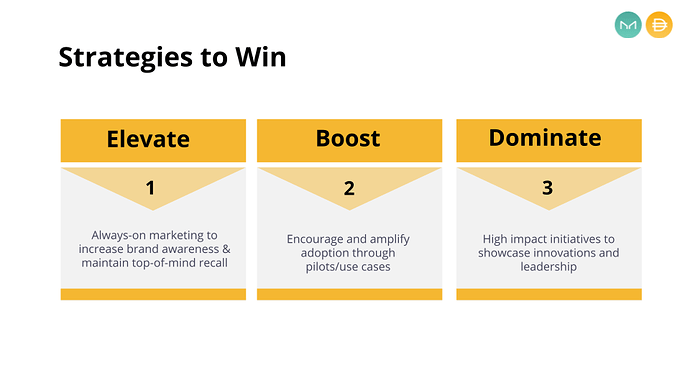 Strategies to Win
Elevate
1
Always-on marketing to
increase brand awareness &
maintain top-of-mind recall
Boost
2
Encourage and amplify
adoption through
pilots/use cases
Dominate
3
High impact initiatives to
showcase innovations and
leadership